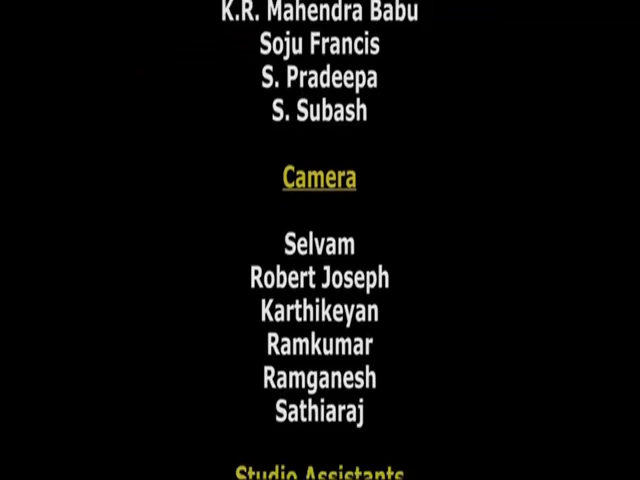 K.R. Mahendra Babu
Soju Francis
S. Pradeepa
S. Subash
Camera
Selvam
Robert Joseph
Karthikeyan
Ramkumar
Ramganesh
Sathiaraj
Studio Assistants